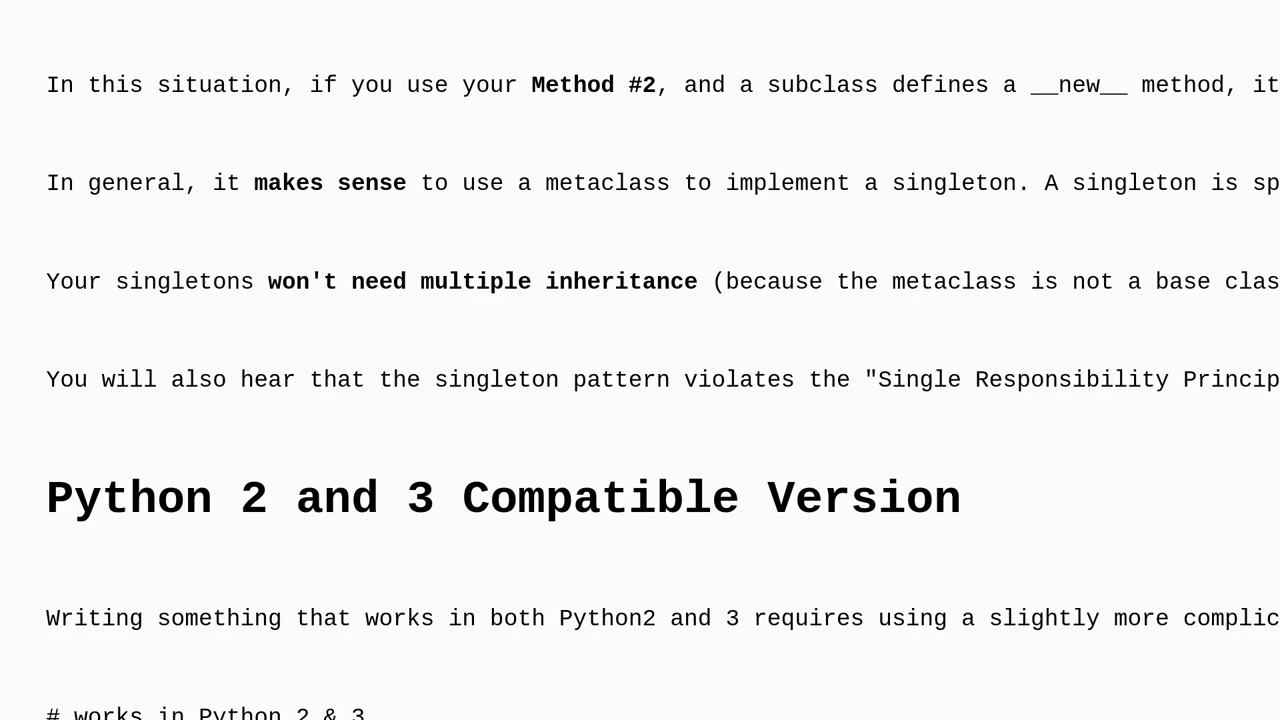 In this situation, if you use your Method #2, and a subclass defines a __new__ method, it
In general, it makes sense to use a metaclass to implement a singleton. A singleton is sp
Your singletons won't need multiple inheritance (because the metaclass is not a base clas
You will also hear that the singleton pattern violates the "Single Responsibility Princip
Python 2 and 3 Compatible Version
Writing something that works in both Python2 and 3 requires using a slightly more complic
# works in Python 2 & 3